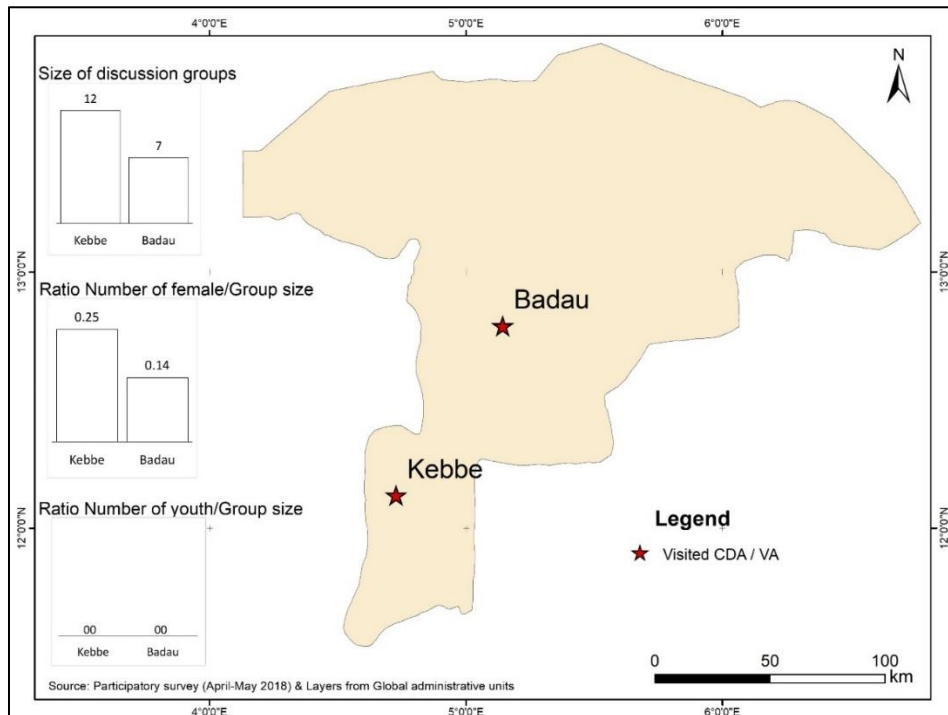 4°0'0"E 5°0'0"E 6°0'0"E
N
Size of discussion groups
12
7
Kebbe Badau
13°0'0"N 13°0'0"N
Ratio Number of female/Group size
0.25
0.14
Kebbe Badau
Badau
Kebbe
Ratio Number of youth/Group size
00 00
Kebbe Badau
12°0'0"N 12°0'0"N
Legend
Visited CDA / VA
0 50 100
km
Source: Participatory survey (April-May 2018) & Layers from Global administrative units
4°0'0"E 5°0'0"E 6°0'0"E